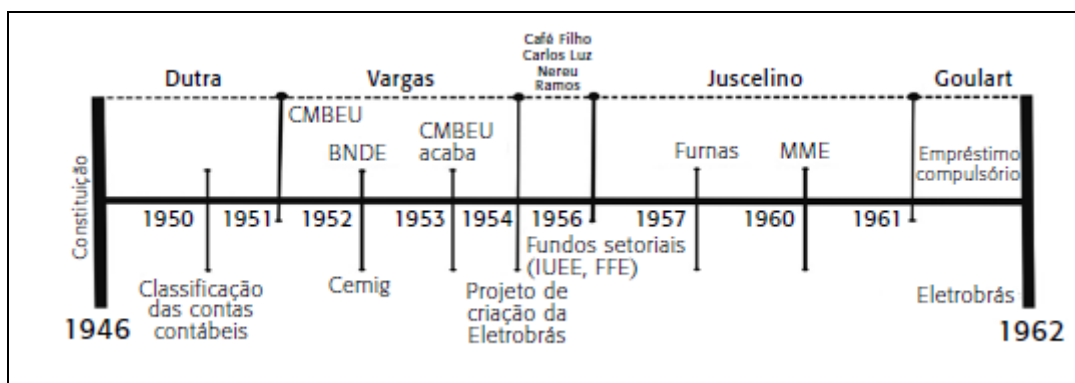 Café Filho
Carlos Luz
Nereu
Ramos
Dutra
Vargas
Juscelino
Goulart
CMBEU
BNDE
CMBEU
acaba
Furnas
MME
Empréstimo
compulsório
Constituição
1950
1951
1952
1953
1954
1956
1957
1960
1961
Classificação
das contas
contábeis
Cemig
Projeto de
criação da
Eletrobrás
Fundos setoriais
(IUEE, FFE)
Eletrobrás
1946
1962